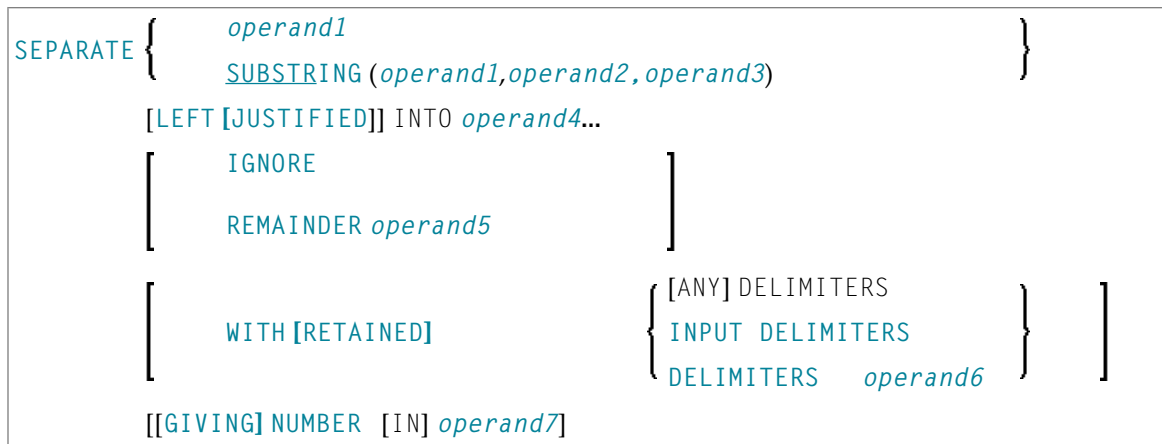 operand1
SEPARATE
SUBSTRING (operand1,operand2,operand3)
[LEFT [JUSTIFIED]] INTO operand4...
IGNORE
REMAINDER operand5
[ANY] DELIMITERS
WITH [RETAINED] INPUT DELIMITERS
DELIMITERS operand6
[[GIVING] NUMBER [IN] operand7]